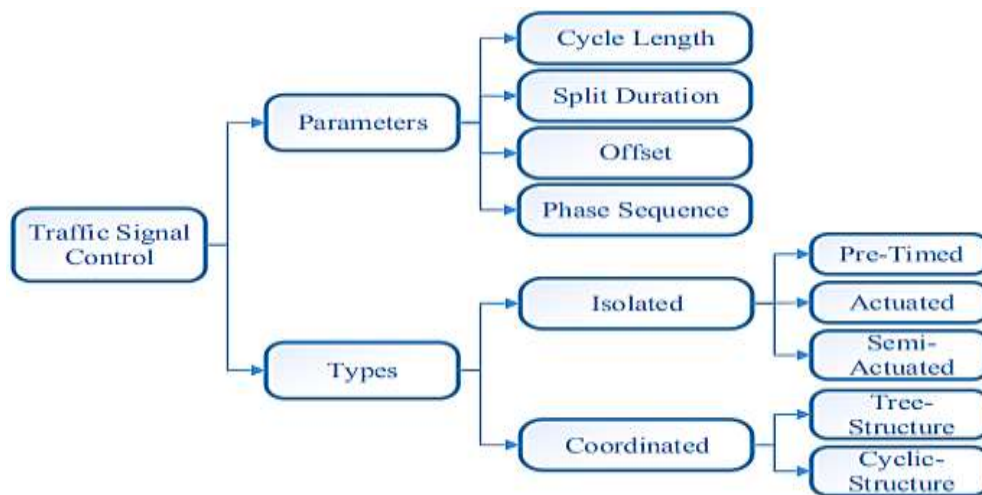 Cycle Length
Split Duration
Parameters
Offset
Phase Sequence
Traffic Signal
Control
Pre-Timed
Isolated
Actuated
Semi-
Actuated
Types
Tree-
Structure
Coordinated
Cyclic-
Structure